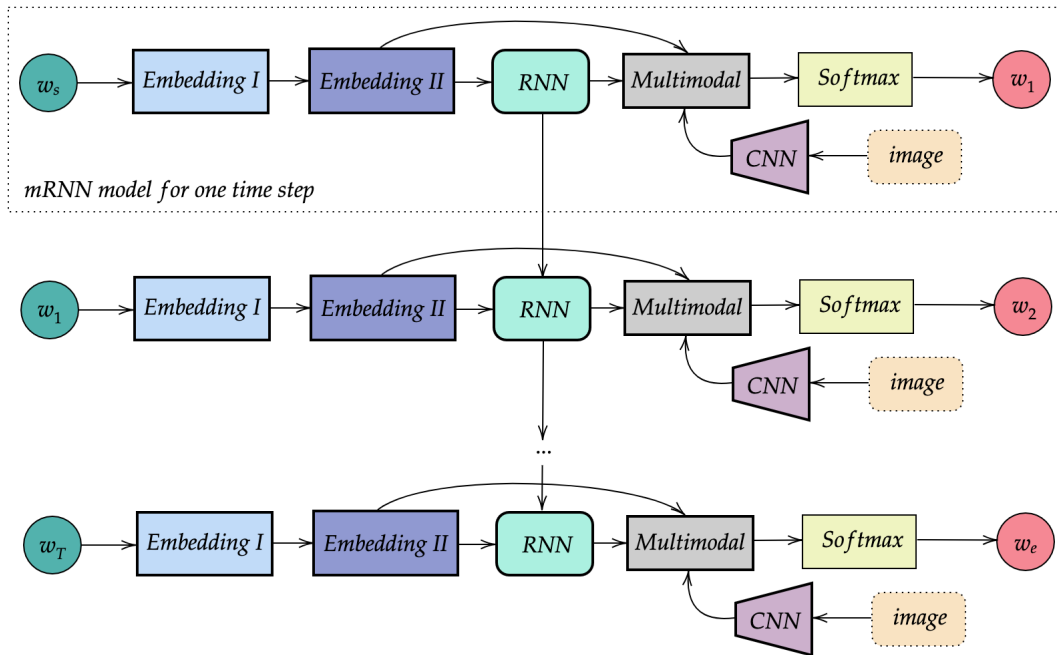 w_s Embedding I Embedding II RNN Multimodal Softmax w_1
CNN image
mRNN model for one time step
w_1 Embedding I Embedding II RNN Multimodal Softmax w_2
CNN image
...
w_T Embedding I Embedding II RNN Multimodal Softmax w_e
CNN image